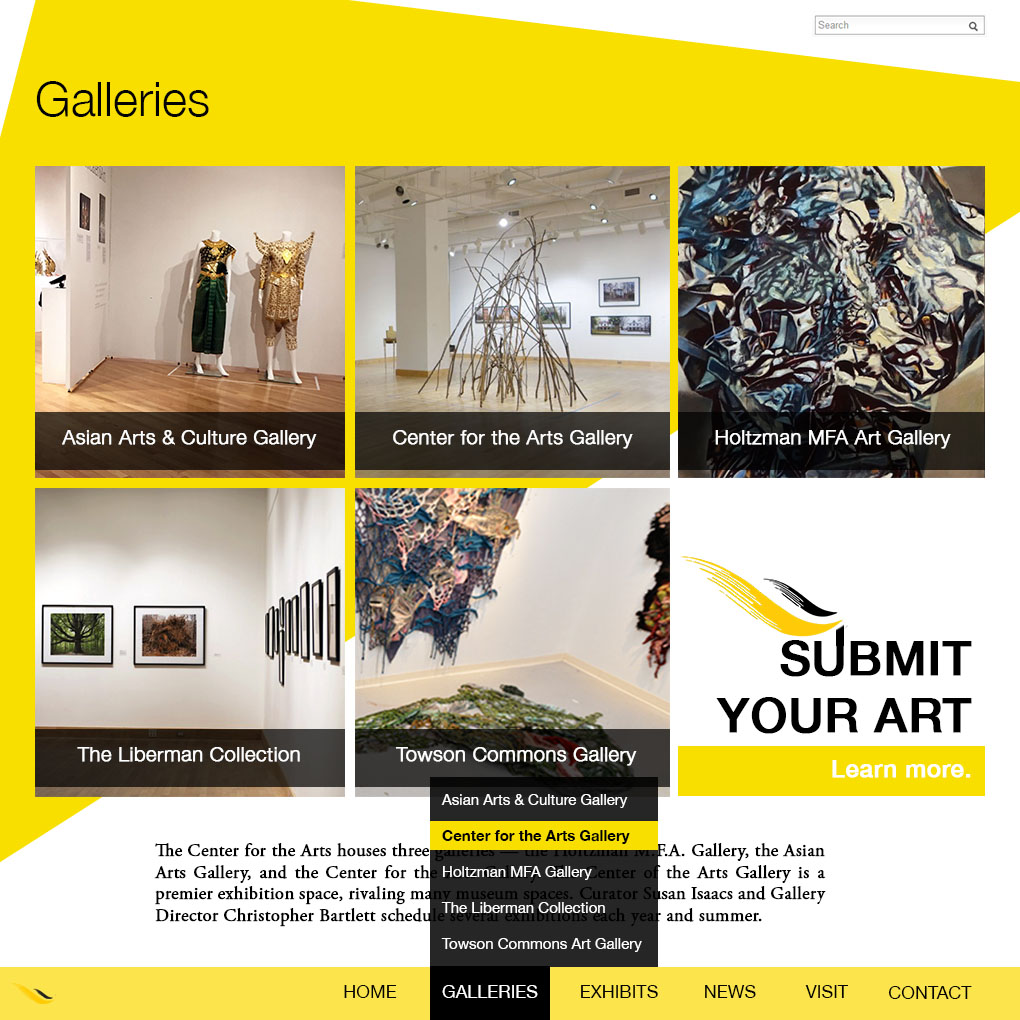 Search
Galleries
Asian Arts & Culture Gallery
Center for the Arts Gallery
Holtzman MFA Art Gallery
The Liberman Collection
Towson Commons Gallery
SUBMIT
YOUR ART
Learn more.
The Center for the Arts houses three galleries — the Holtzman M.F.A. Gallery, the Asian
Arts Gallery, and the Center for the Center of the Arts Gallery is a
premier exhibition space, rivaling many museum spaces. Curator Susan Isaacs and Gallery
Director Christopher Bartlett schedule several exhibitions each year and summer.
Asian Arts & Culture Gallery
Center for the Arts Gallery
Holtzman MFA Gallery
The Liberman Collection
Towson Commons Art Gallery
HOME
GALLERIES
EXHIBITS
NEWS
VISIT
CONTACT